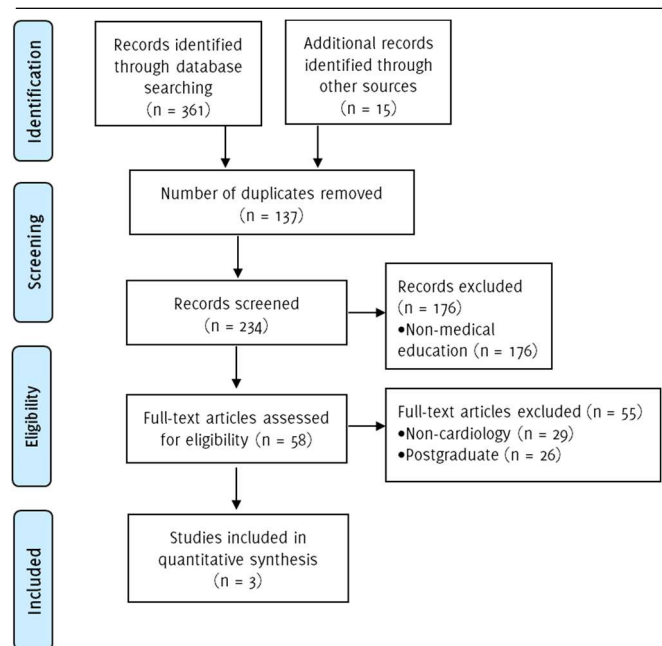 Identification
Records identified
through database
searching
(n = 361)
Additional records
identified through
other sources
(n = 15)
Screening
Number of duplicates removed
(n = 137)
Records screened
(n = 234)
Records excluded
(n = 176)
•Non-medical
education (n = 176)
Eligibility
Full-text articles assessed
for eligibility (n = 58)
Full-text articles excluded (n = 55)
•Non-cardiology (n = 29)
•Postgraduate (n = 26)
Included
Studies included in
quantitative synthesis
(n = 3)